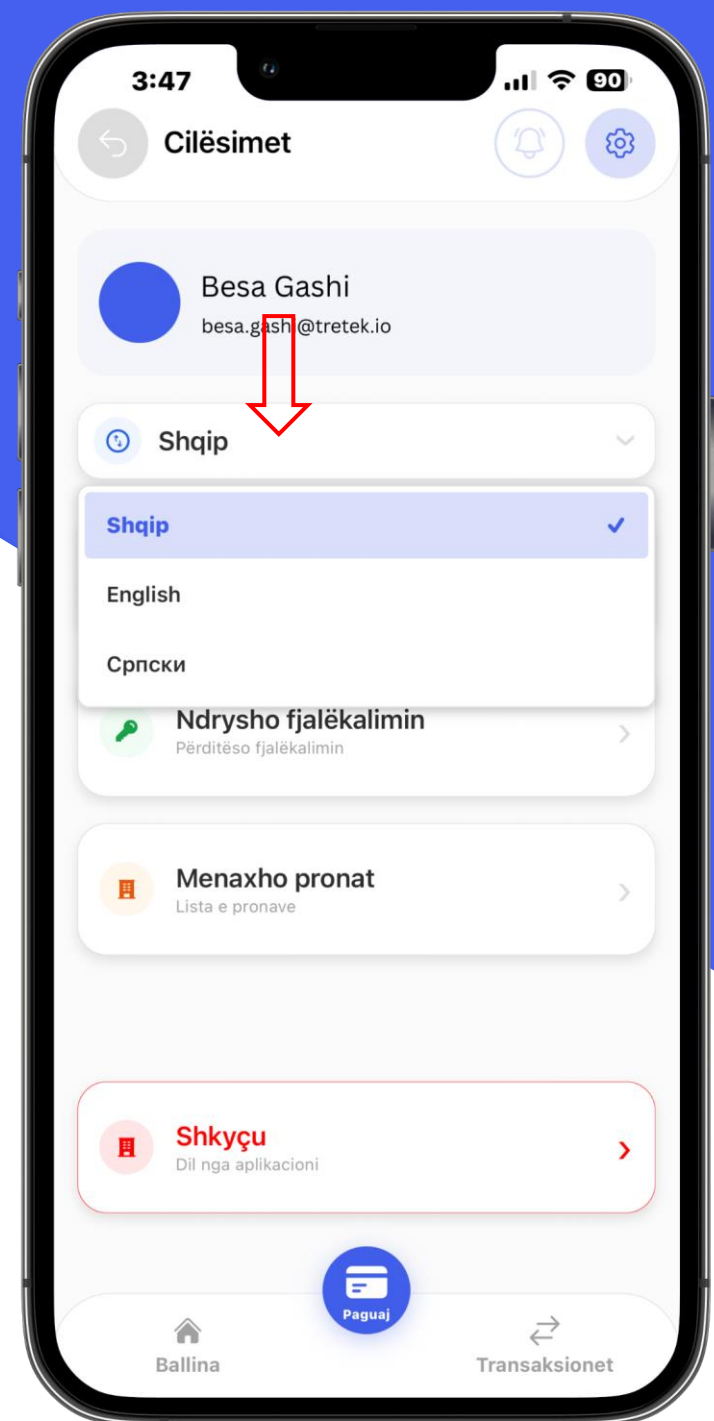 3:47
90
Cilësimet
Besa Gashi
besa.gashi@tretek.io
Shqip
Shqip
English
Српски
Ndrysho fjalëkalimin
Përditëso fjalëkalimin
Menaxho pronat
Lista e pronave
Shkyçu
Dil nga aplikacioni
Paguaj
Ballina
Transaksionet